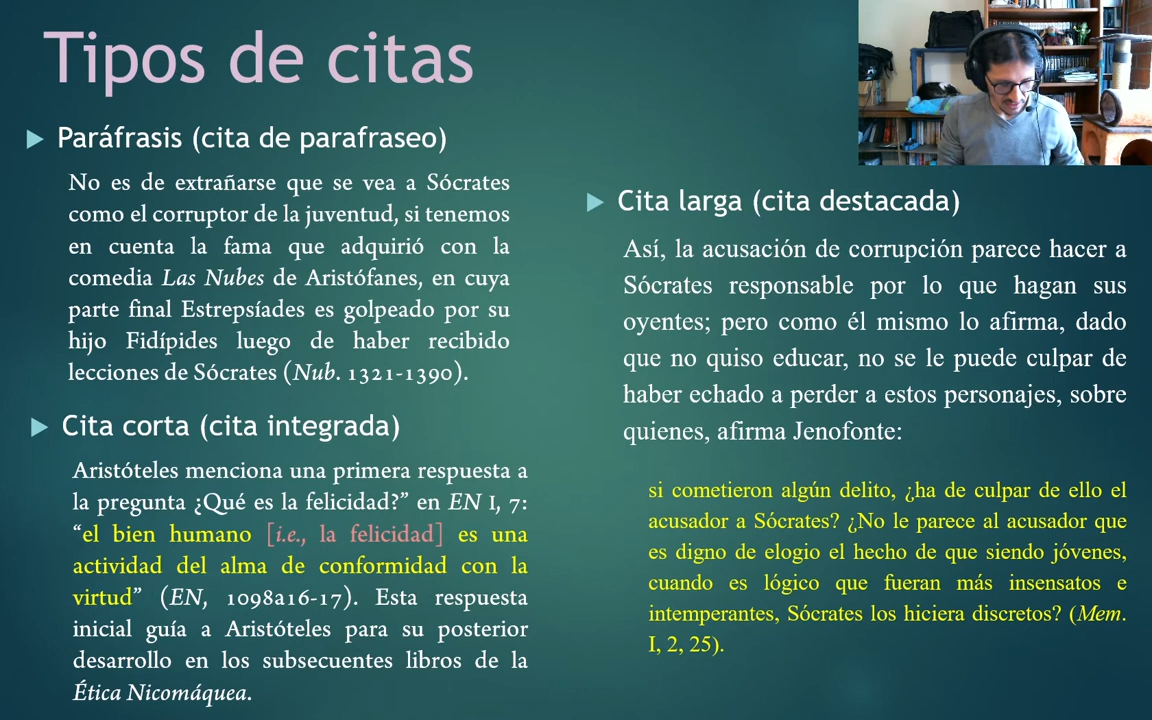 Tipos de citas
Paráfrasis (cita de parafraseo)
No es de extrañarse que se vea a Sócrates
como el corruptor de la juventud, si tenemos
en cuenta la fama que adquirió con la
comedia Las Nubes de Aristófanes, en cuya
parte final Estrepsíades es golpeado por su
hijo Fidípides luego de haber recibido
lecciones de Sócrates (Nub. 1321-1390).
Cita corta (cita integrada)
Aristóteles menciona una primera respuesta a
la pregunta ¿Qué es la felicidad?” en EN I, 7:
“el bien humano [i.e., la felicidad] es una
actividad del alma de conformidad con la
virtud” (EN, 1098a16-17). Esta respuesta
inicial guía a Aristóteles para su posterior
desarrollo en los subsecuentes libros de la
Ética Nicomáquea.
Cita larga (cita destacada)
Así, la acusación de corrupción parece hacer a
Sócrates responsable por lo que hagan sus
oyentes; pero como él mismo lo afirma, dado
que no quiso educar, no se le puede culpar de
haber echado a perder a estos personajes, sobre
quienes, afirma Jenofonte:
si cometieron algún delito, ¿ha de culpar de ello el
acusador a Sócrates? ¿No le parece al acusador que
es digno de elogio el hecho de que siendo jóvenes,
cuando es lógico que fueran más insensatos e
intemperantes, Sócrates los hiciera discretos? (Mem.
I, 2, 25).